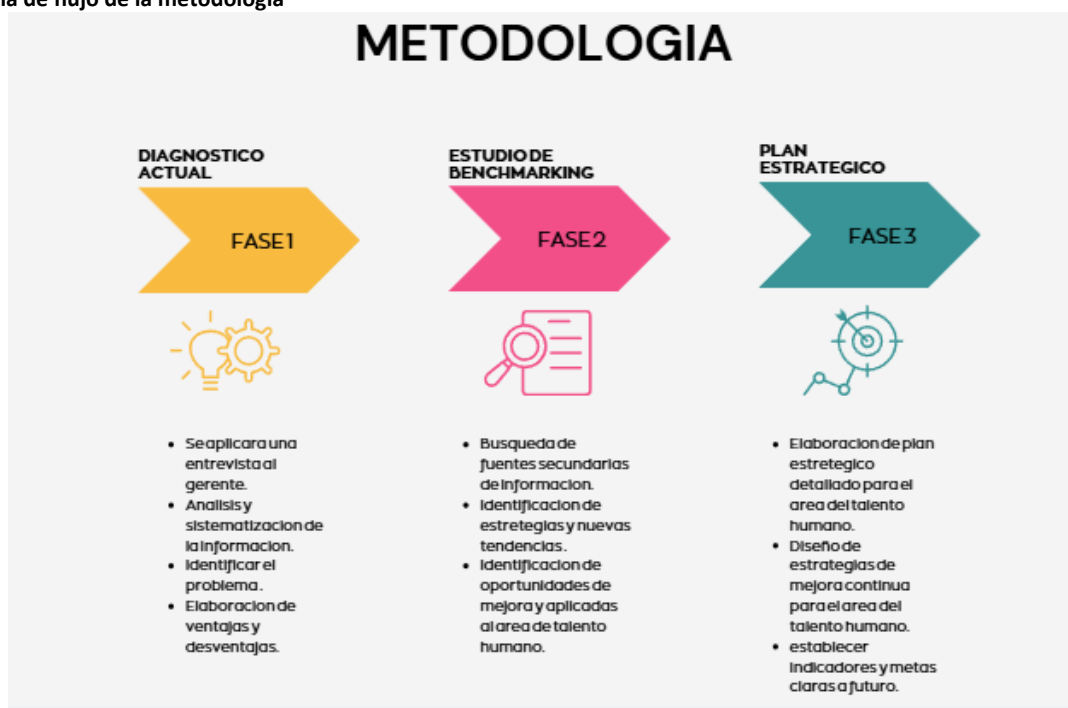 de flujo de la metodologia
METODOLOGIA
DIAGNOSTICO
ACTUAL
FASE1
Se aplicara una
entrevista al
gerente.
Analisis y
sistematizacion de
la informacion.
Identificar el
problema.
Elaboracion de
ventajas y
desventajas.
ESTUDIO DE
BENCHMARKING
FASE2
Busqueda de
fuentes secundarias
de informacion.
Identificacion de
estretegias y nuevas
tendencias.
Identificacion de
oportunidades de
mejora y aplicadas
al area de talento
humano.
PLAN
ESTRATEGICO
FASE3
Elaboracion de plan
estretegico
detallado para el
area del talento
humano.
Diseño de
estrategias de
mejora continua
para el area del
talento humano.
establecer
indicadores y metas
claras a futuro.